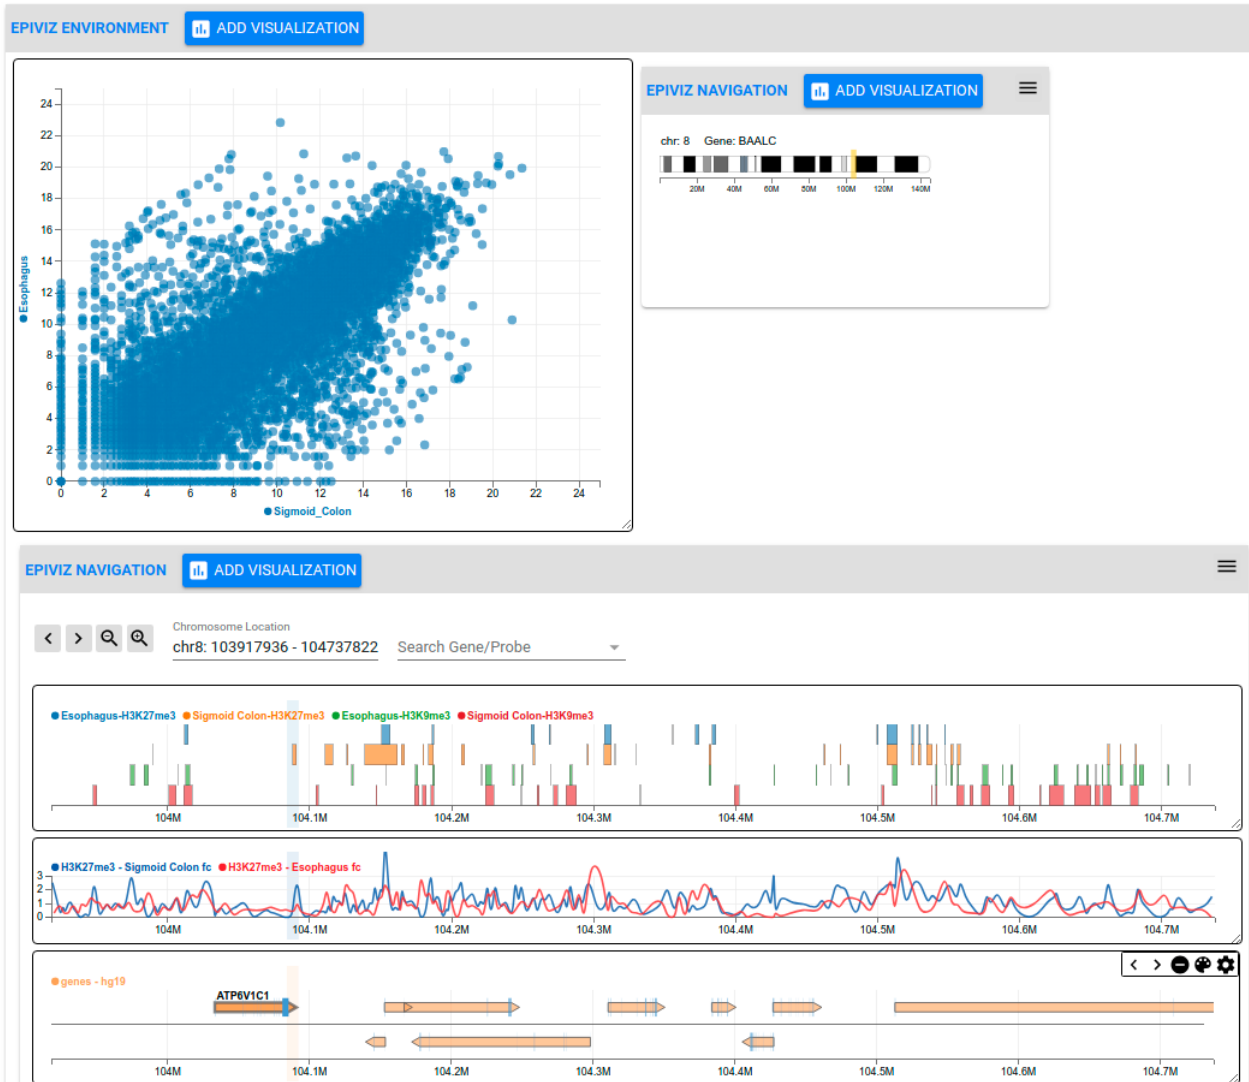 EPIVIZ ENVIRONMENT ADD VISUALIZATION
24
22
20
18
16
14
12
10
8
6
4
2
0
Esophagus
0 2 4 6 8 10 12 14 16 18 20 22 24
Sigmoid_Colon
EPIVIZ NAVIGATION ADD VISUALIZATION
chr: 8 Gene: BAALC
20M 40M 60M 80M 100M 120M 140M
EPIVIZ NAVIGATION ADD VISUALIZATION
Chromosome Location
chr8: 103917936 - 104737822 Search Gene/Probe
Esophagus-H3K27me3 Sigmoid Colon-H3K27me3 Esophagus-H3K9me3 Sigmoid Colon-H3K9me3
104M 104.1M 104.2M 104.3M 104.4M 104.5M 104.6M 104.7M
H3K27me3 - Sigmoid Colon fc H3K27me3 - Esophagus fc
3
2
1
0
104M 104.1M 104.2M 104.3M 104.4M 104.5M 104.6M 104.7M
genes - hg19
ATP6V1C1
104M 104.1M 104.2M 104.3M 104.4M 104.5M 104.6M 104.7M